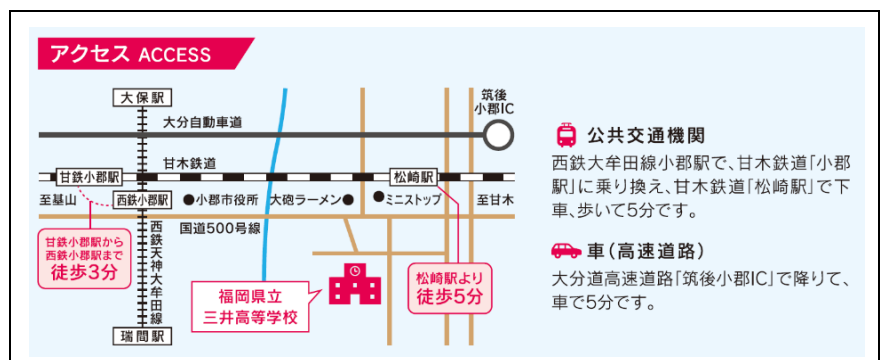 アクセス ACCESS
大保駅
筑後
小郡IC
大分自動車道
甘木鉄道
甘鉄小郡駅
松崎駅
至基山
西鉄小郡駅
●小郡市役所
大砲ラーメン●
●ミニストップ
至甘木
国道500号線
甘鉄小郡駅から
西鉄小郡駅まで
徒歩3分
西鉄天神大牟田線
福岡県立
三井高等学校
松崎駅より
徒歩5分
瑞間駅
公共交通機関
西鉄大牟田線小郡駅で、甘木鉄道「小郡
駅」に乗り換え、甘木鉄道「松崎駅」で下
車、歩いて5分です。
車(高速道路)
大分道高速道路「筑後小郡IC」で降りて、
車で5分です。